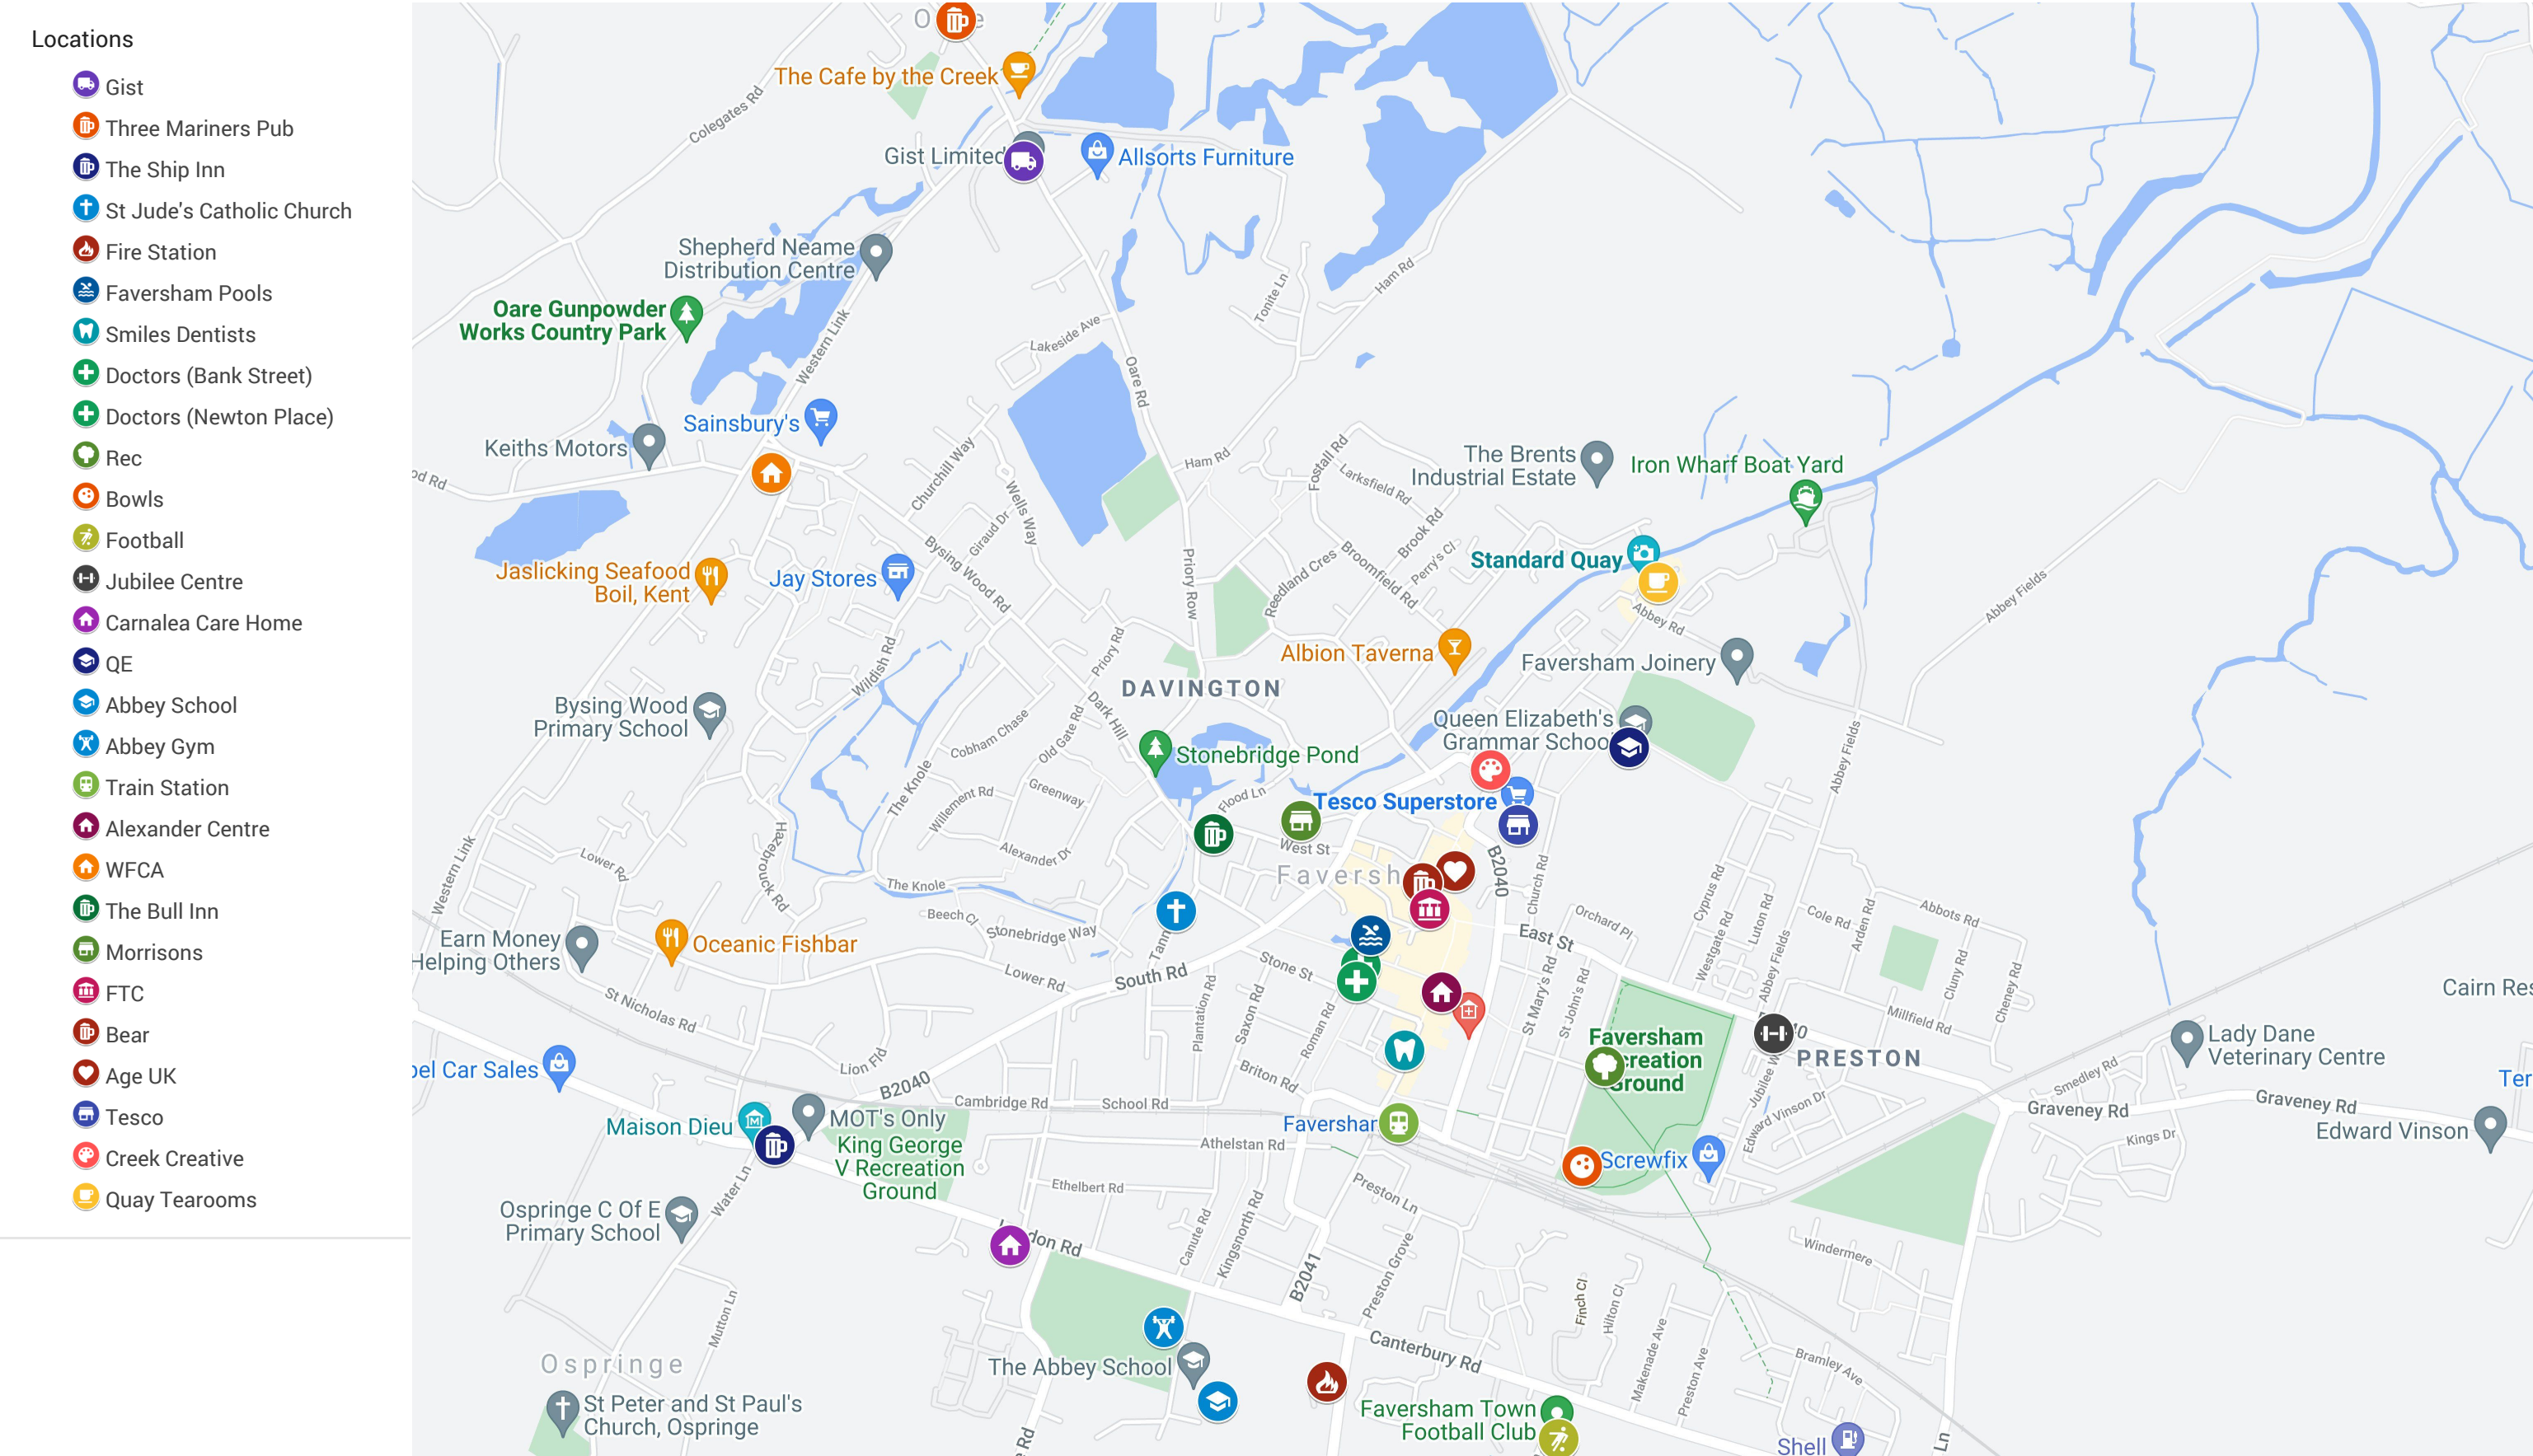 Locations
Gist
Three Mariners Pub
The Ship Inn
St Jude's Catholic Church
Fire Station
Faversham Pools
Smiles Dentists
Doctors (Bank Street)
Doctors (Newton Place)
Rec
Bowls
Football
Jubilee Centre
Carnalea Care Home
QE
Abbey School
Abbey Gym
Train Station
Alexander Centre
WFCA
The Bull Inn
Morrisons
FTC
Bear
Age UK
Tesco
Creek Creative
Quay Tearooms
The Cafe by the Creek
Colegates Rd
Gist Limited
Allsorts Furniture
Shepherd Neame
Distribution Centre
Oare Gunpowder
Works Country Park
Western Link
Tonite Ln
Ham Rd
Lakeside Ave
Oare Rd
Sainsbury's
Keiths Motors
Churchill Way
Wells Way
Ham Rd
Fostall Rd
Larksfield Rd
The Brents
Industrial Estate
Iron Wharf Boat Yard
Giraud Dr
Bysing Wood Rd
Brook Rd
Perry's Cl
Broomfield Rd
Reedland Cres
Priory Row
Standard Quay
Jaslicking Seafood
Boil, Kent
Jay Stores
Abbey Rd
Abbey Fields
Albion Taverna
Faversham Joinery
Priory Rd
Wildish Rd
DAVINGTON
Dark Hill
Bysing Wood
Primary School
Cobham Chase
Old Gate Rd
Queen Elizabeth's
Grammar Schoo
Stonebridge Pond
Abbey Fields
The Knole
Willement Rd
Greenway
Flood Ln
Tesco Superstore
Alexander Dr
West St
B2040
Faversh
Church Rd
Western Link
Lower Rd
Hazebrouck Rd
The Knole
Beech Cl
Stonebridge Way
Tann
Orchard Pl
East St
Cyprus Rd
Westgate Rd
Luton Rd
Cole Rd
Arden Rd
Abbots Rd
Abbey Fields
Earn Money
Helping Others
Oceanic Fishbar
Lower Rd
South Rd
Stone St
Plantation Rd
Saxon Rd
Roman Rd
St Mary's Rd
St John's Rd
Cluny Rd
Cheney Rd
Millfield Rd
Cairn Res
St Nicholas Rd
Lion Fld
B2040
Briton Rd
Faversham
creation
Ground
PRESTON
Lady Dane
Veterinary Centre
Smedley Rd
pel Car Sales
Cambridge Rd
School Rd
Jubilee W
Edward Vinson Dr
Graveney Rd
Graveney Rd
Ter
Kings Dr
Edward Vinson
Maison Dieu
MOT's Only
King George
V Recreation
Ground
Athelstan Rd
Faversha
Screwfix
Water Ln
Ethelbert Rd
Preston Ln
Ospringe C Of E
Primary School
don Rd
Canute Rd
Kingsnorth Rd
B2041
Preston Grove
Windermere
Finch Cl
Hilton Cl
Mutton Ln
Ospringe
The Abbey School
Canterbury Rd
Makenade Ave
Preston Ave
Bramley Ave
St Peter and St Paul's
Church, Ospringe
Faversham Town
Football Club
Shell
Ln